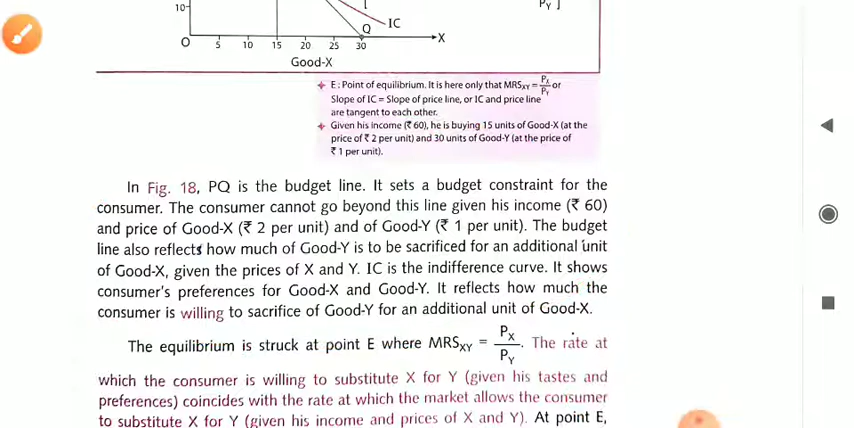 10
P_Y ]
IC
Q
O 5 10 15 20 25 30 X
Good-X
E: Point of equilibrium. It is here only that MRS_XY = P_X/P_Y or
Slope of IC = Slope of price line, or IC and price line
are tangent to each other.
Given his income (₹ 60), he is buying 15 units of Good-X (at the
price of ₹ 2 per unit) and 30 units of Good-Y (at the price of
₹ 1 per unit).
In Fig. 18, PQ is the budget line. It sets a budget constraint for the
consumer. The consumer cannot go beyond this line given his income (₹ 60)
and price of Good-X (₹ 2 per unit) and of Good-Y (₹ 1 per unit). The budget
line also reflects how much of Good-Y is to be sacrificed for an additional unit
of Good-X, given the prices of X and Y. IC is the indifference curve. It shows
consumer's preferences for Good-X and Good-Y. It reflects how much the
consumer is willing to sacrifice of Good-Y for an additional unit of Good-X.
The equilibrium is struck at point E where MRS_XY = P_X/P_Y. The rate at
which the consumer is willing to substitute X for Y (given his tastes and
preferences) coincides with the rate at which the market allows the consumer
to substitute X for Y (given his income and prices of X and Y). At point E,